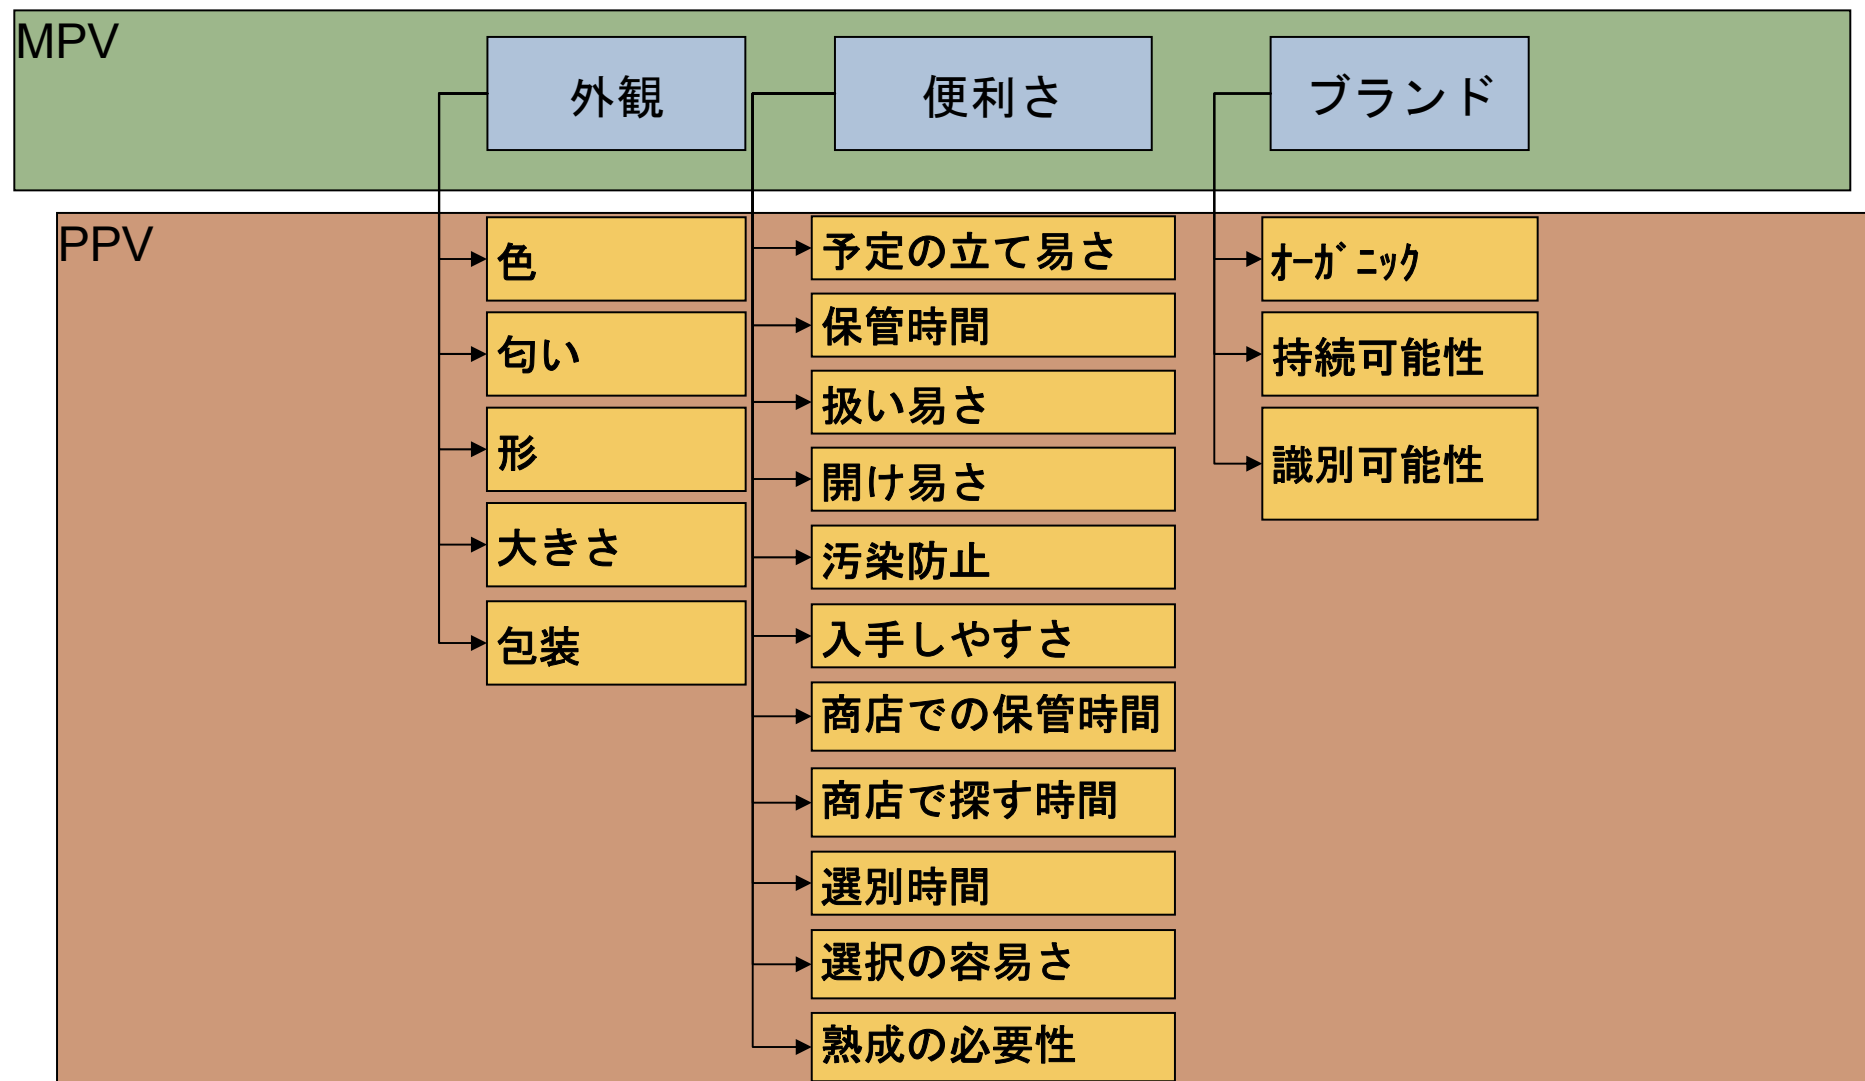 MPV
外観
便利さ
ブランド
PPV
色
匂い
形
大きさ
包装
予定の立て易さ
保管時間
扱い易さ
開け易さ
汚染防止
入手しやすさ
商店での保管時間
商店で探す時間
選別時間
選択の容易さ
熟成の必要性
ｵｰｶﾞﾆｯｸ
持続可能性
識別可能性